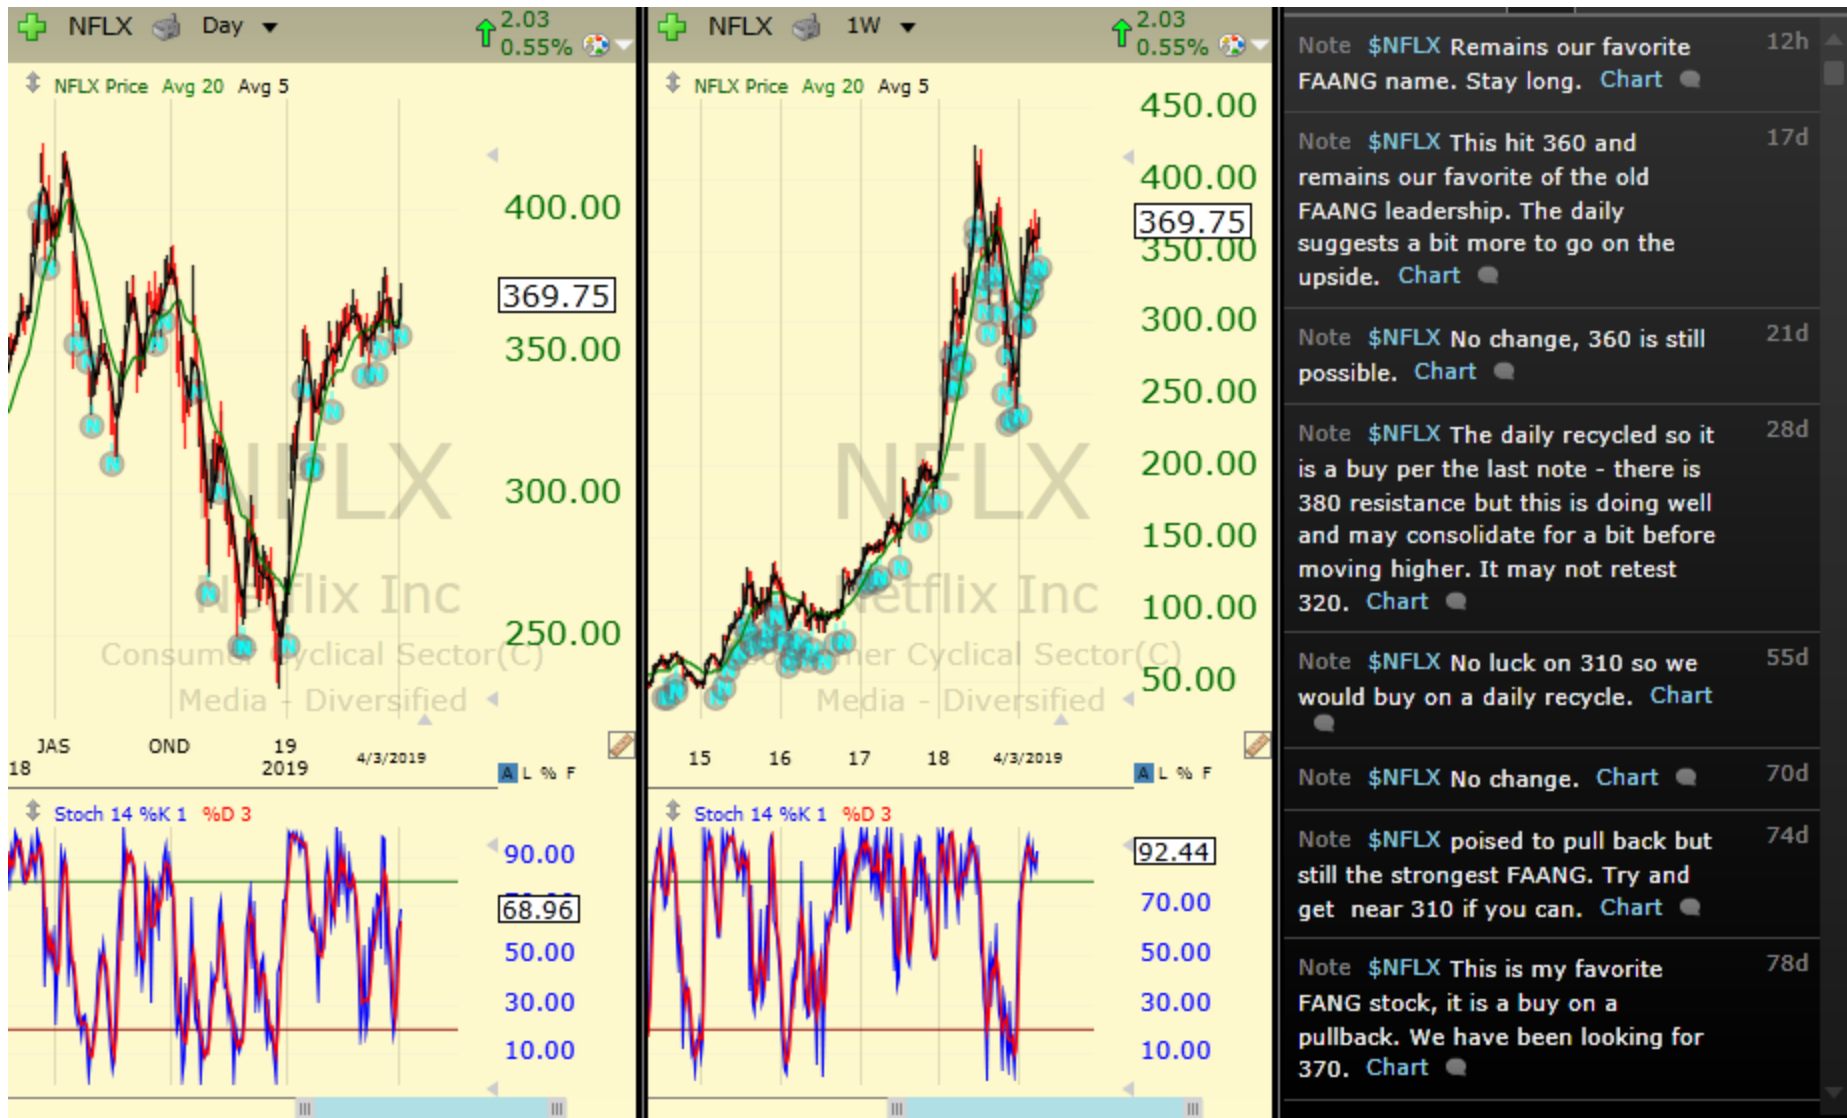 NFLX Day 2.03
0.55%
NFLX Price Avg 20 Avg 5
400.00
369.75
350.00
300.00
250.00
NFLX
Netflix Inc
Consumer Cyclical Sector(C)
Media - Diversified
JAS OND 19 4/3/2019
18 2019
A L % F
Stoch 14 %K 1 %D 3
90.00
68.96
50.00
30.00
10.00
NFLX 1W 2.03
0.55%
NFLX Price Avg 20 Avg 5
450.00
400.00
369.75
350.00
300.00
250.00
200.00
150.00
100.00
50.00
NFLX
Netflix Inc
Consumer Cyclical Sector(C)
Media - Diversified
15 16 17 18 4/3/2019
A L % F
Stoch 14 %K 1 %D 3
92.44
70.00
50.00
30.00
10.00
Note $NFLX Remains our favorite 12h
FAANG name. Stay long. Chart
Note $NFLX This hit 360 and 17d
remains our favorite of the old
FAANG leadership. The daily
suggests a bit more to go on the
upside. Chart
Note $NFLX No change, 360 is still 21d
possible. Chart
Note $NFLX The daily recycled so it 28d
is a buy per the last note - there is
380 resistance but this is doing well
and may consolidate for a bit before
moving higher. It may not retest
320. Chart
Note $NFLX No luck on 310 so we 55d
would buy on a daily recycle. Chart
Note $NFLX No change. Chart 70d
Note $NFLX poised to pull back but 74d
still the strongest FAANG. Try and
get near 310 if you can. Chart
Note $NFLX This is my favorite 78d
FANG stock, it is a buy on a
pullback. We have been looking for
370. Chart